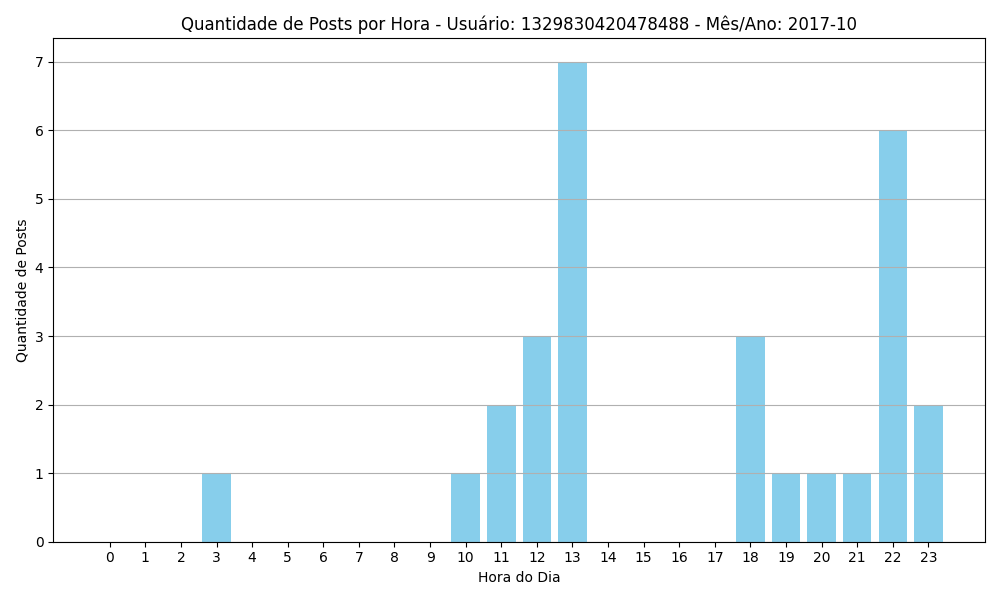 Quantidade de Posts por Hora - Usuário: 1329830420478488 - Mês/Ano: 2017-10
Quantidade de Posts
7
6
5
4
3
2
1
0
0 1 2 3 4 5 6 7 8 9 10 11 12 13 14 15 16 17 18 19 20 21 22 23
Hora do Dia